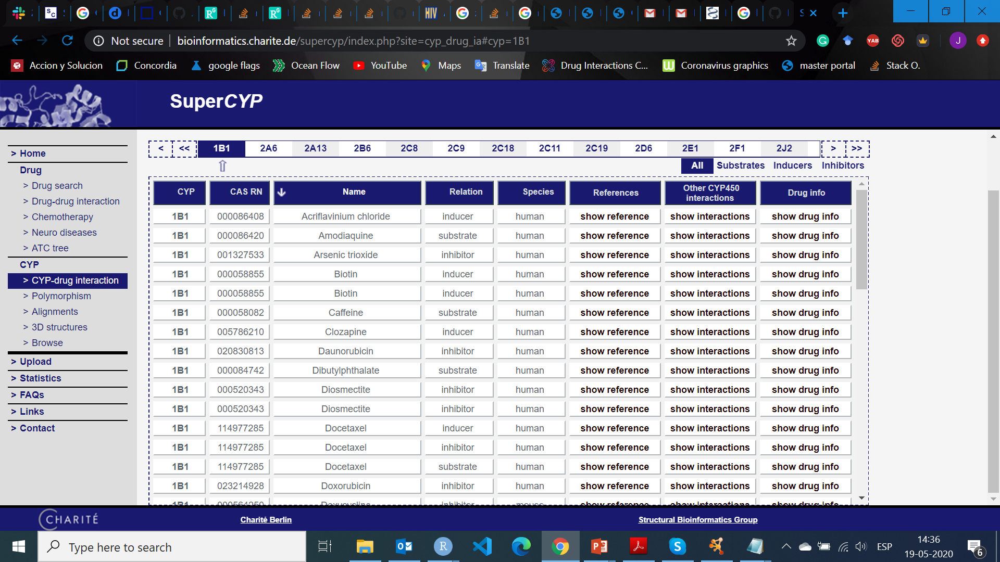 Not secure | bioinformatics.charite.de/supercyp/index.php?site=cyp_drug_ia#cyp=1B1
Accion y Solucion Concordia google flags Ocean Flow YouTube Maps Translate Drug Interactions C... Coronavirus graphics master portal Stack O.
SuperCYP
> Home
Drug
> Drug search
> Drug-drug interaction
> Chemotherapy
> Neuro diseases
> ATC tree
CYP
> CYP-drug interaction
> Polymorphism
> Alignments
> 3D structures
> Browse
> Upload
> Statistics
> FAQs
> Links
> Contact
< << 1B1 2A6 2A13 2B6 2C8 2C9 2C18 2C11 2C19 2D6 2E1 2F1 2J2 > >>
All Substrates Inducers Inhibitors
CYP CAS RN Name Relation Species References Other CYP450 interactions Drug info
1B1 000086408 Acriflavinium chloride inducer human show reference show interactions show drug info
1B1 000086420 Amodiaquine substrate human show reference show interactions show drug info
1B1 001327533 Arsenic trioxide inhibitor human show reference show interactions show drug info
1B1 000058855 Biotin inducer human show reference show interactions show drug info
1B1 000058855 Biotin inducer human show reference show interactions show drug info
1B1 000058082 Caffeine substrate human show reference show interactions show drug info
1B1 005786210 Clozapine inducer human show reference show interactions show drug info
1B1 020830813 Daunorubicin inhibitor human show reference show interactions show drug info
1B1 000084742 Dibutylphthalate substrate human show reference show interactions show drug info
1B1 000520343 Diosmectite inhibitor human show reference show interactions show drug info
1B1 000520343 Diosmectite inhibitor human show reference show interactions show drug info
1B1 114977285 Docetaxel inducer human show reference show interactions show drug info
1B1 114977285 Docetaxel inhibitor human show reference show interactions show drug info
1B1 114977285 Docetaxel substrate human show reference show interactions show drug info
1B1 023214928 Doxorubicin inhibitor human show reference show interactions show drug info
1B1 000564250 Doxycycline inhibitor mouse show reference show interactions show drug info
CHARITÉ Charité Berlin Structural Bioinformatics Group
Type here to search
ESP
14:36
19-05-2020
6